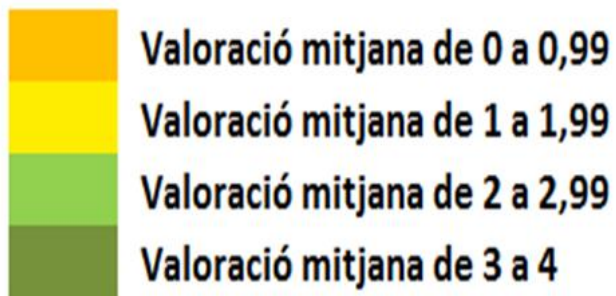 Valoració mitjana de 0 a 0,99
Valoració mitjana de 1 a 1,99
Valoració mitjana de 2 a 2,99
Valoració mitjana de 3 a 4